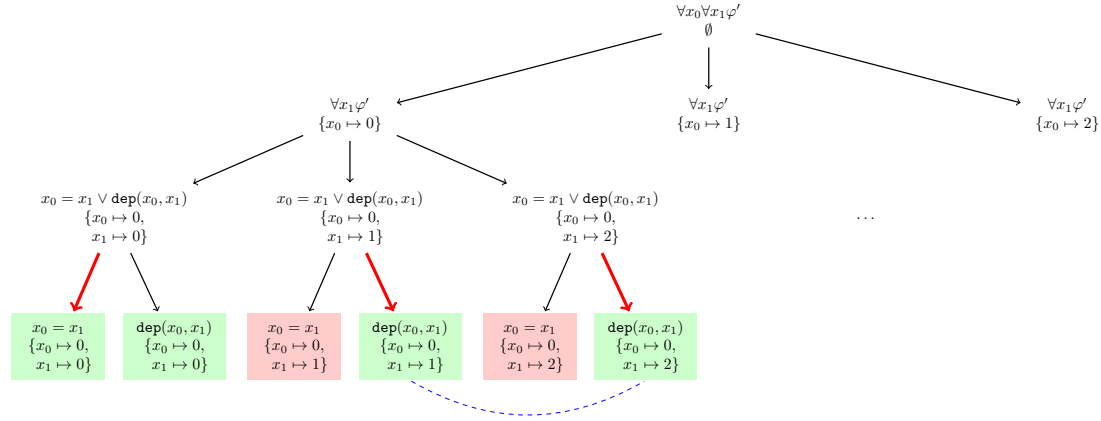 ∀x₀∀x₁φ′
∅
∀x₁φ′
{x₀ ↦ 0}
∀x₁φ′
{x₀ ↦ 1}
∀x₁φ′
{x₀ ↦ 2}
x₀ = x₁ ∨ dep(x₀, x₁)
{x₀ ↦ 0,
x₁ ↦ 0}
x₀ = x₁ ∨ dep(x₀, x₁)
{x₀ ↦ 0,
x₁ ↦ 1}
x₀ = x₁ ∨ dep(x₀, x₁)
{x₀ ↦ 0,
x₁ ↦ 2}
…
x₀ = x₁
{x₀ ↦ 0,
x₁ ↦ 0}
dep(x₀, x₁)
{x₀ ↦ 0,
x₁ ↦ 0}
x₀ = x₁
{x₀ ↦ 0,
x₁ ↦ 1}
dep(x₀, x₁)
{x₀ ↦ 0,
x₁ ↦ 1}
x₀ = x₁
{x₀ ↦ 0,
x₁ ↦ 2}
dep(x₀, x₁)
{x₀ ↦ 0,
x₁ ↦ 2}